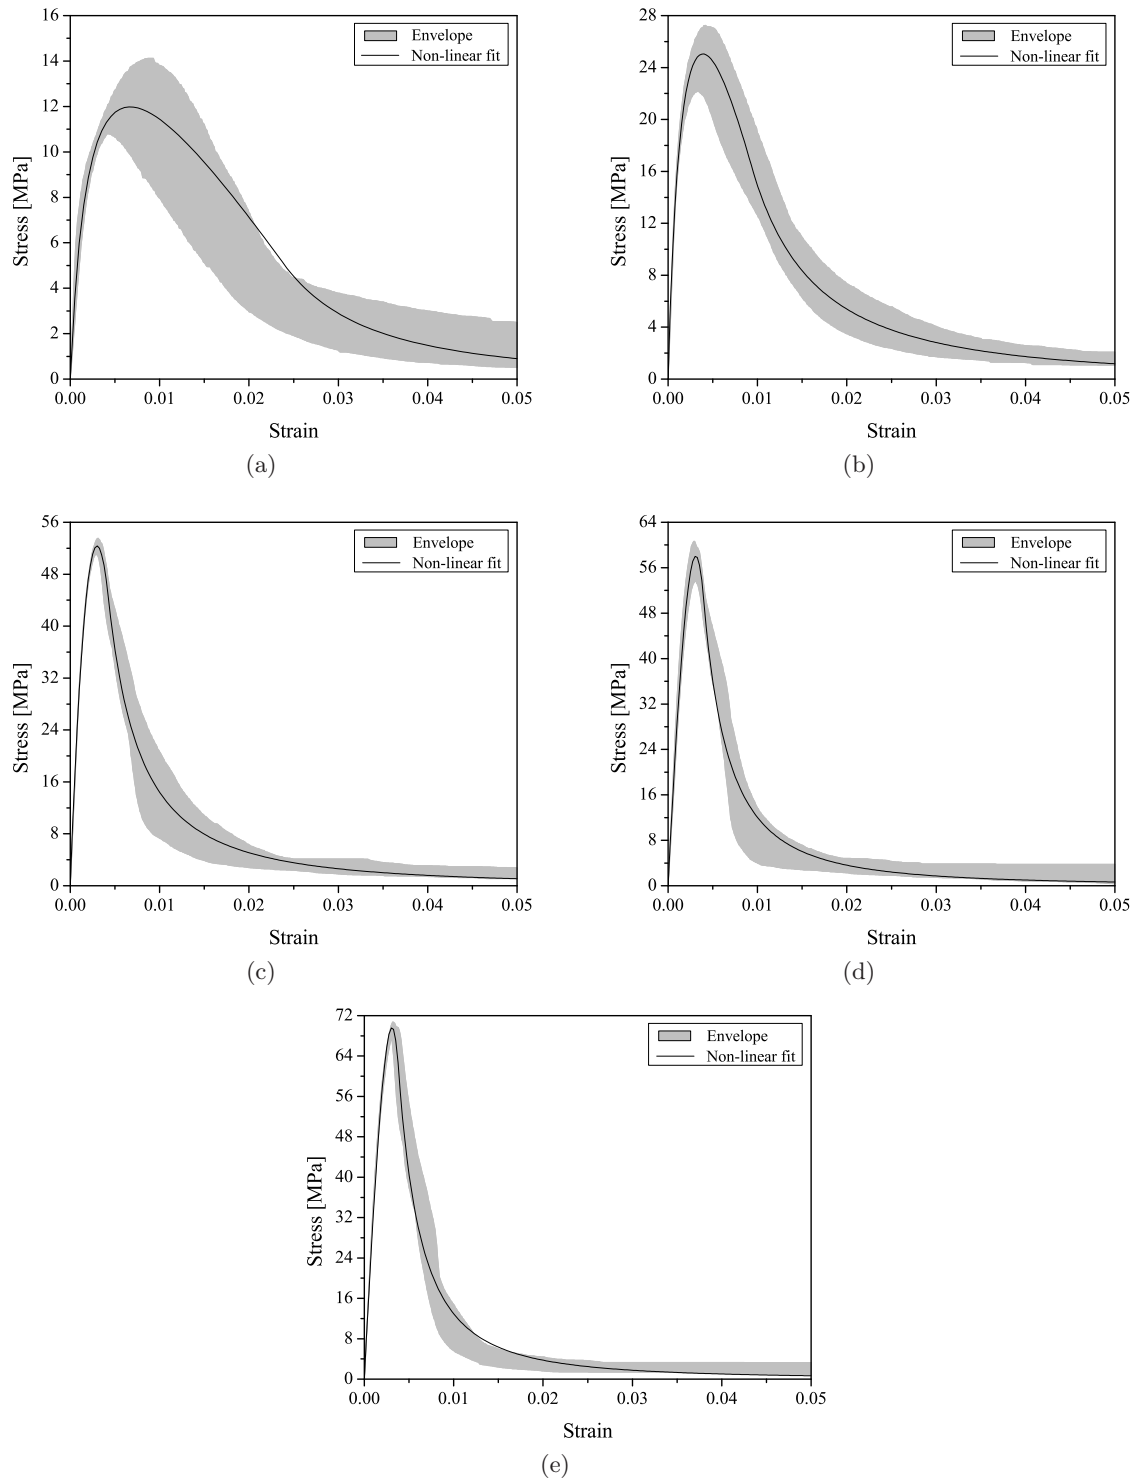 16
14
12
10
8
6
4
2
0
Stress [MPa]
Envelope
Non-linear fit
0.00 0.01 0.02 0.03 0.04 0.05
Strain
(a)
28
24
20
16
12
8
4
0
Stress [MPa]
Envelope
Non-linear fit
0.00 0.01 0.02 0.03 0.04 0.05
Strain
(b)
56
48
40
32
24
16
8
0
Stress [MPa]
Envelope
Non-linear fit
0.00 0.01 0.02 0.03 0.04 0.05
Strain
(c)
64
56
48
40
32
24
16
8
0
Stress [MPa]
Envelope
Non-linear fit
0.00 0.01 0.02 0.03 0.04 0.05
Strain
(d)
72
64
56
48
40
32
24
16
8
0
Stress [MPa]
Envelope
Non-linear fit
0.00 0.01 0.02 0.03 0.04 0.05
Strain
(e)